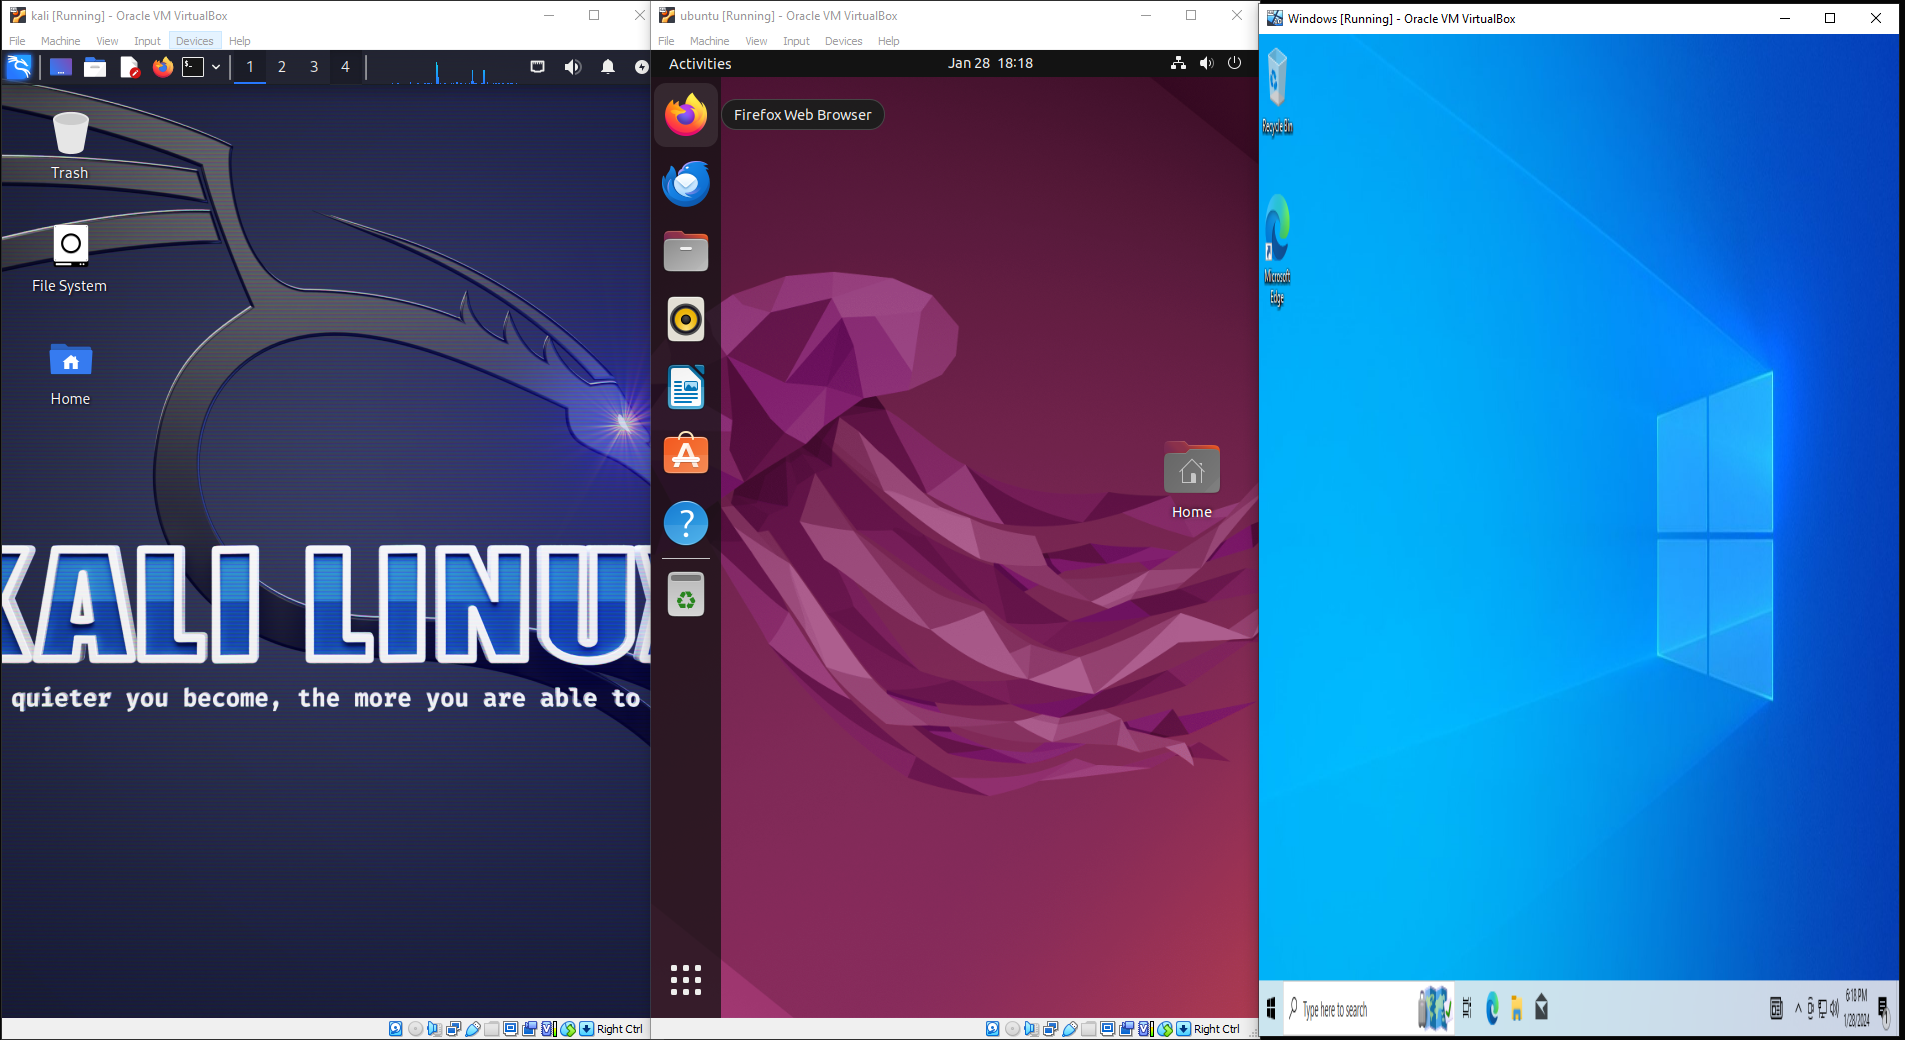 kali [Running] - Oracle VM VirtualBox
File Machine View Input Devices Help
1 2 3 4
Trash
File System
Home
KALI LINUX
quieter you become, the more you are able to
Right Ctrl
ubuntu [Running] - Oracle VM VirtualBox
File Machine View Input Devices Help
Activities
Jan 28 18:18
Firefox Web Browser
Home
Right Ctrl
Windows [Running] - Oracle VM VirtualBox
Recycle Bin
Microsoft
Edge
Type here to search
6:18 PM
1/28/2024
1